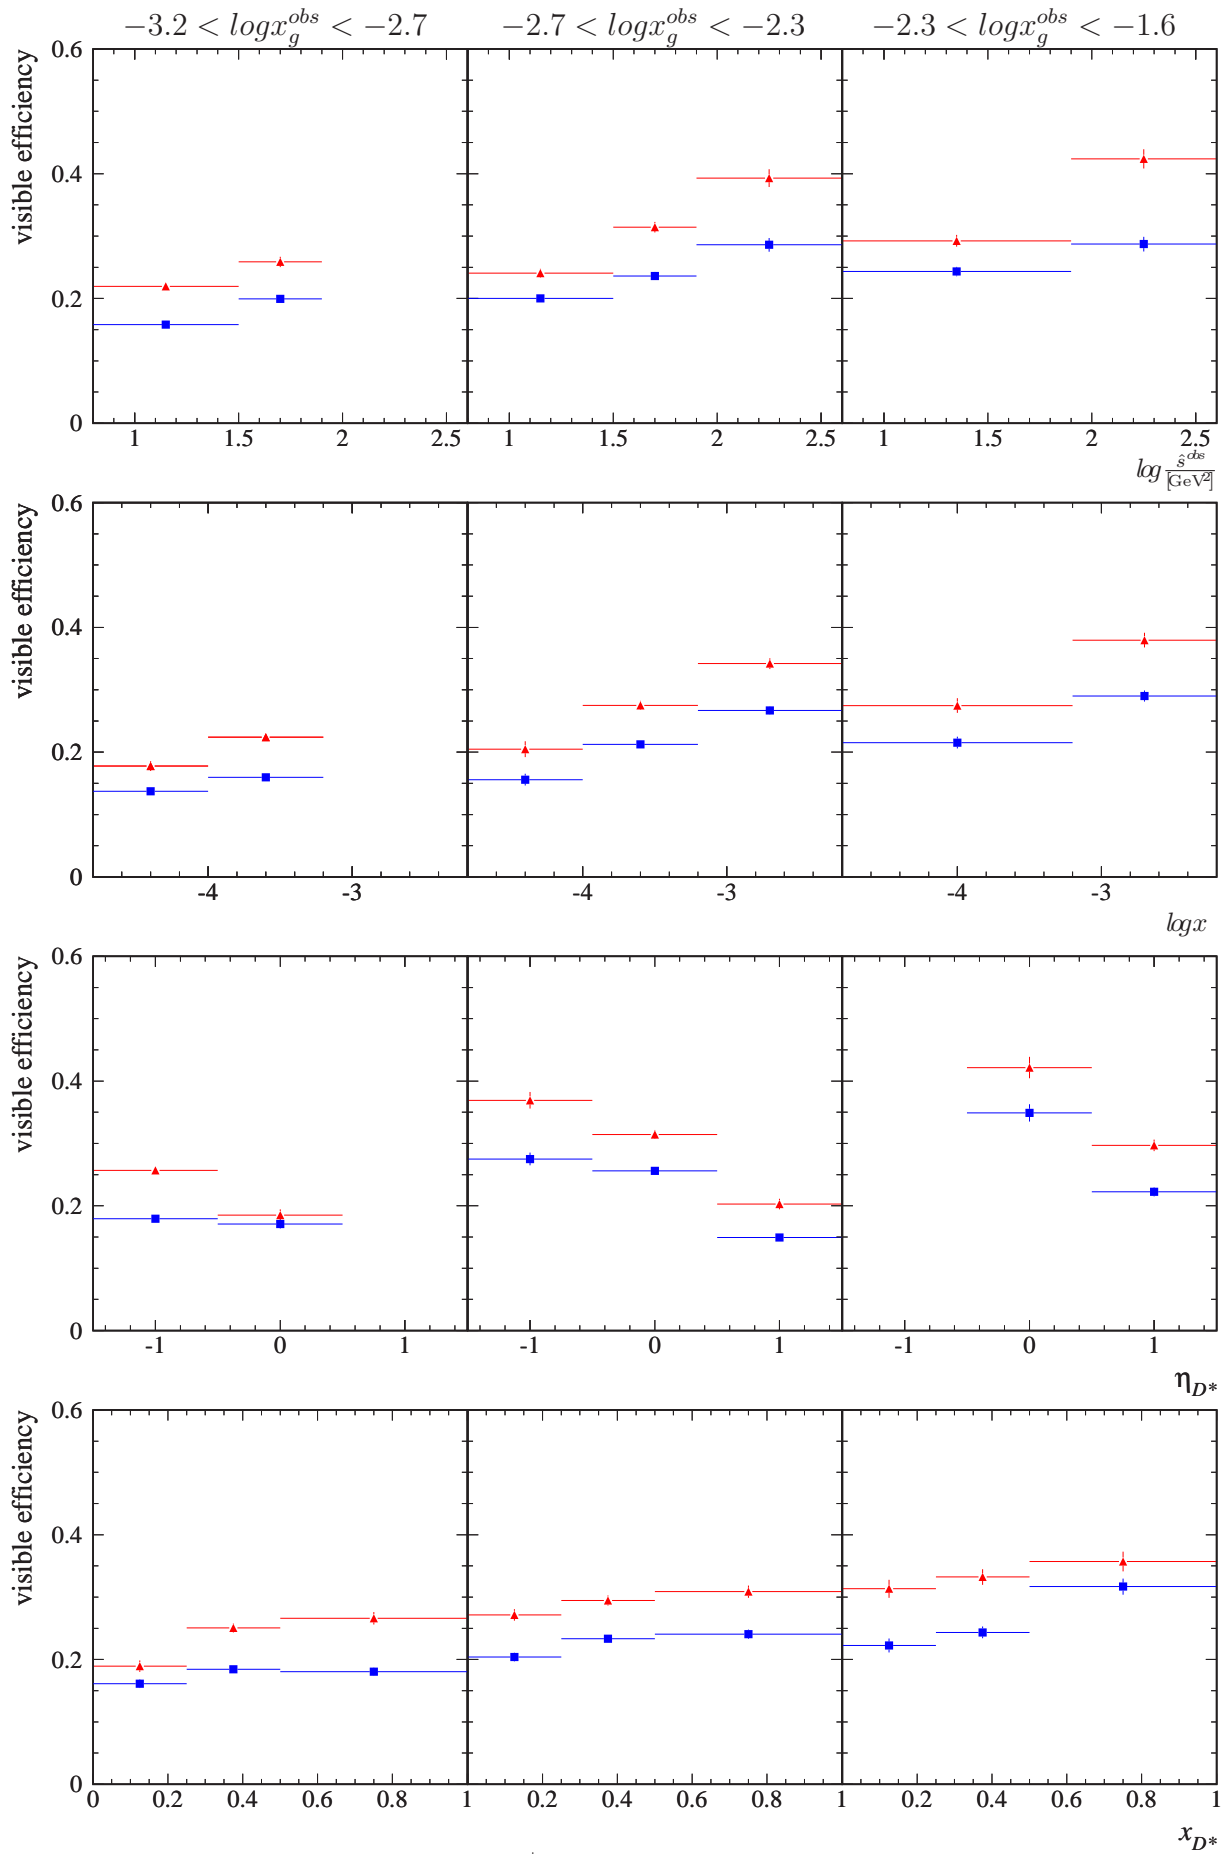 −3.2 < logx_g^{obs} < −2.7 −2.7 < logx_g^{obs} < −2.3 −2.3 < logx_g^{obs} < −1.6
visible efficiency
0.6
0.4
0.2
0
1 1.5 2 2.5 1 1.5 2 2.5 1 1.5 2 2.5
log ŝ^{obs}/[GeV²]
visible efficiency
0.6
0.4
0.2
0
-4 -3 -4 -3 -4 -3
logx
visible efficiency
0.6
0.4
0.2
0
-1 0 1 -1 0 1 -1 0 1
η_{D*}
visible efficiency
0.6
0.4
0.2
0
0 0.2 0.4 0.6 0.8 1 0.2 0.4 0.6 0.8 1 0.2 0.4 0.6 0.8 1
x_{D*}